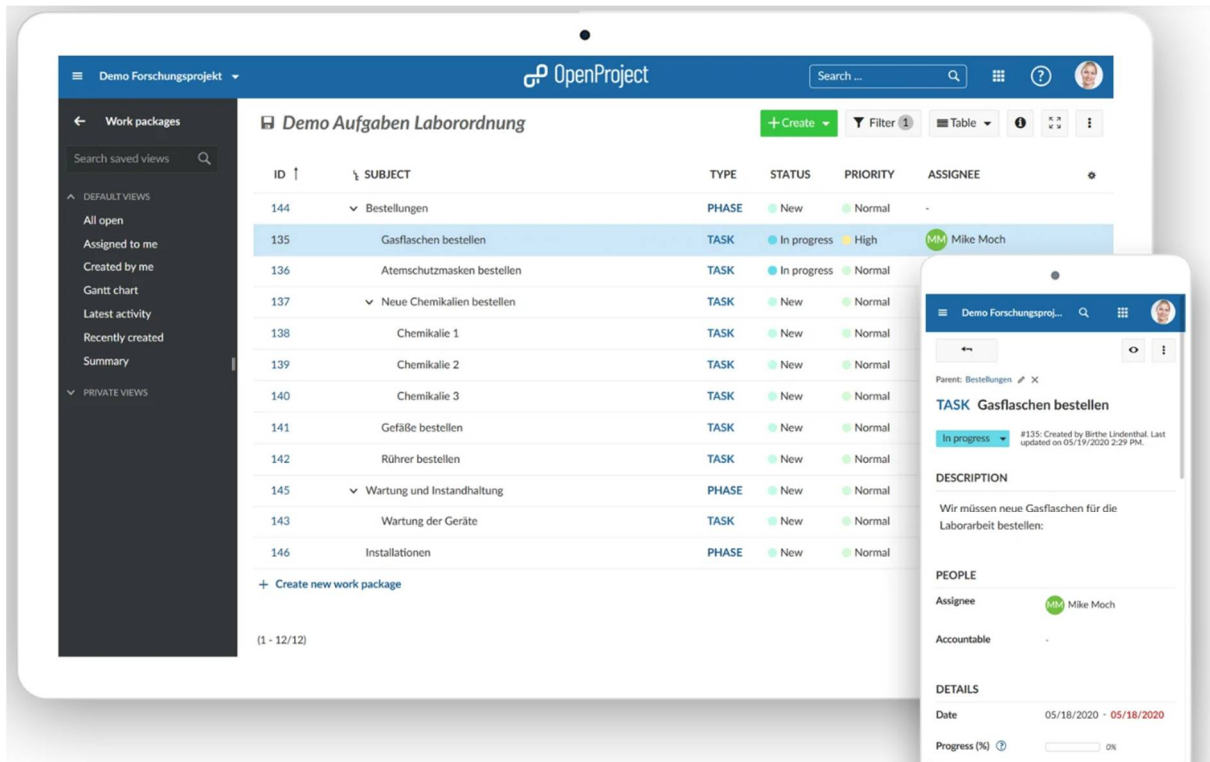 Demo Forschungsprojekt
OpenProject
Search ...
?
Work packages
Search saved views
DEFAULT VIEWS
All open
Assigned to me
Created by me
Gantt chart
Latest activity
Recently created
Summary
PRIVATE VIEWS
Demo Aufgaben Laborordnung
+ Create
Filter 1
Table
ID SUBJECT TYPE STATUS PRIORITY ASSIGNEE
144 Bestellungen PHASE New Normal -
135 Gasflaschen bestellen TASK In progress High MM Mike Moch
136 Atemschutzmasken bestellen TASK In progress Normal
137 Neue Chemikalien bestellen TASK New Normal
138 Chemikalie 1 TASK New Normal
139 Chemikalie 2 TASK New Normal
140 Chemikalie 3 TASK New Normal
141 Gefäße bestellen TASK New Normal
142 Rührer bestellen TASK New Normal
145 Wartung und Instandhaltung PHASE New Normal
143 Wartung der Geräte TASK New Normal
146 Installationen PHASE New Normal
+ Create new work package
(1 - 12/12)
Demo Forschungsproj...
Parent: Bestellungen
TASK Gasflaschen bestellen
In progress
#135: Created by Birthe Lindenthal. Last
updated on 05/19/2020 2:29 PM.
DESCRIPTION
Wir müssen neue Gasflaschen für die
Laborarbeit bestellen:
PEOPLE
Assignee MM Mike Moch
Accountable -
DETAILS
Date 05/18/2020 - 05/18/2020
Progress (%) ? 0%